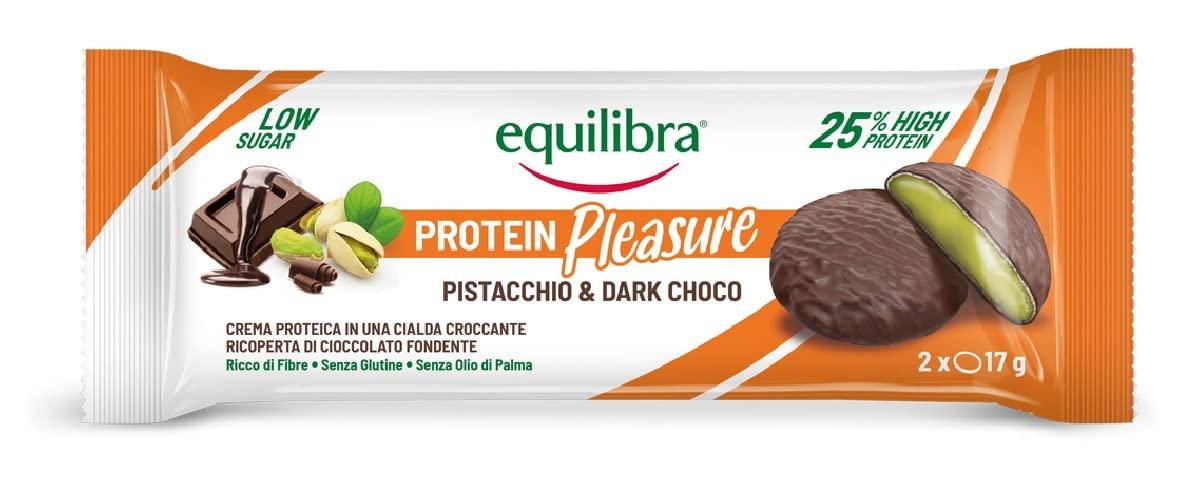 LOW
SUGAR
equilibra®
25% HIGH
PROTEIN
PROTEIN Pleasure
PISTACCHIO & DARK CHOCO
CREMA PROTEICA IN UNA CIALDA CROCCANTE
RICOPERTA DI CIOCCOLATO FONDENTE
Ricco di Fibre • Senza Glutine • Senza Olio di Palma
2 x 17 g